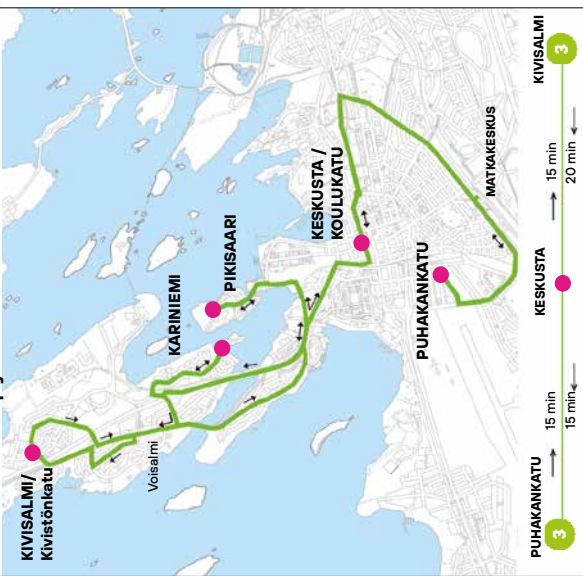 KIVISALMI/
Kivistönkatu
Voisalmi
KARINIEMI
PIKISAARI
KESKUSTA /
KOULUKATU
PUHAKANKATU
MATKAKESKUS
PUHAKANKATU
3
15 min
15 min
KESKUSTA
15 min
20 min
KIVISALMI
3